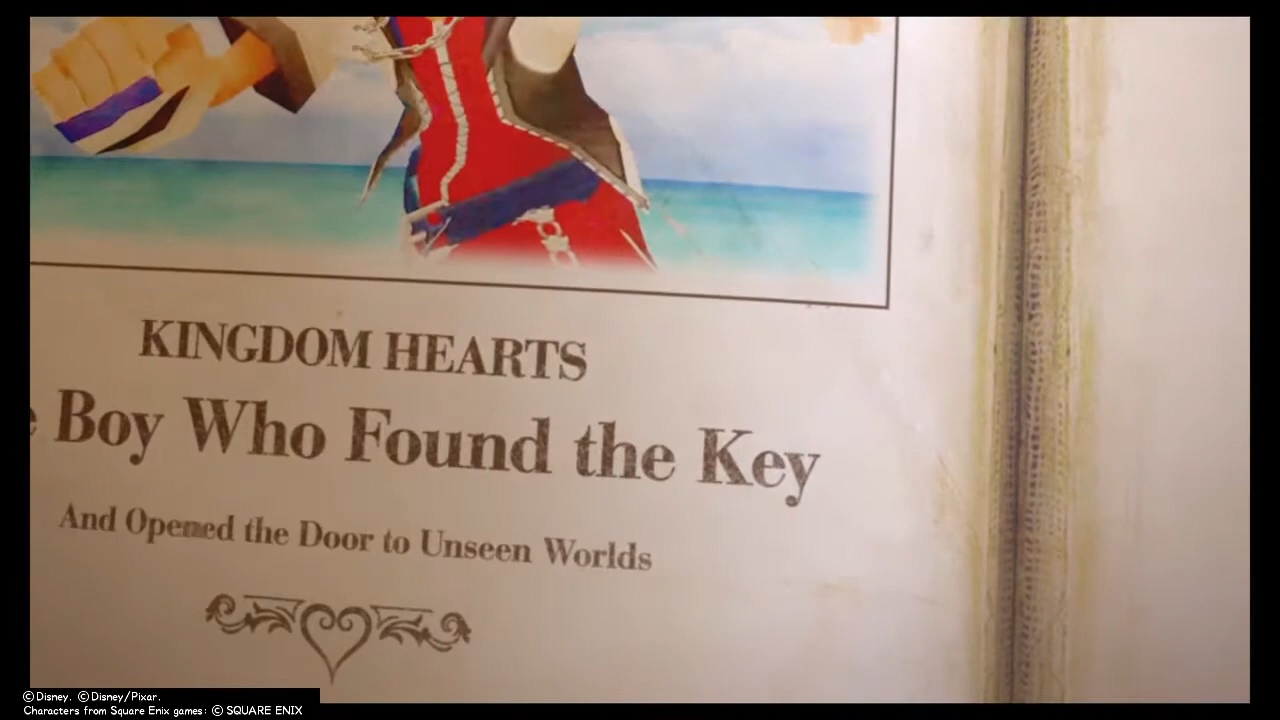 KINGDOM HEARTS
e Boy Who Found the Key
And Opened the Door to Unseen Worlds
©Disney. ©Disney/Pixar.
Characters from Square Enix games: © SQUARE ENIX